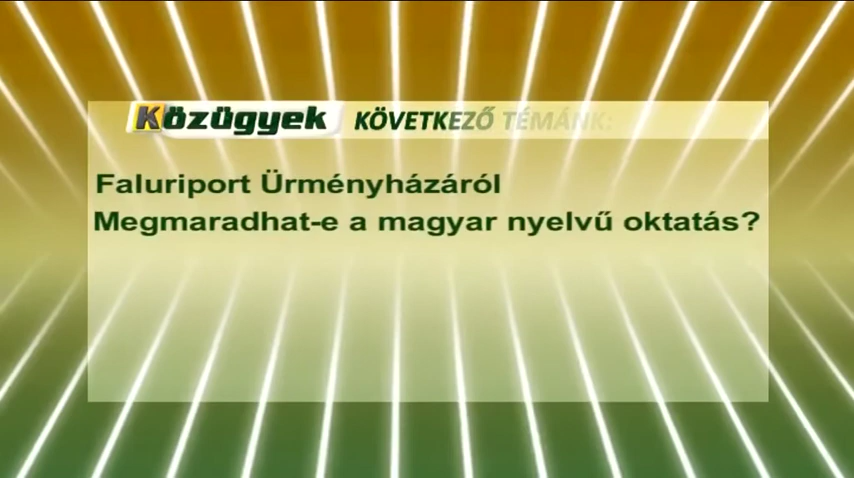 Közügyek KÖVETKEZŐ TÉMÁNK:
Faluriport Ürményházáról
Megmaradhat-e a magyar nyelvű oktatás?